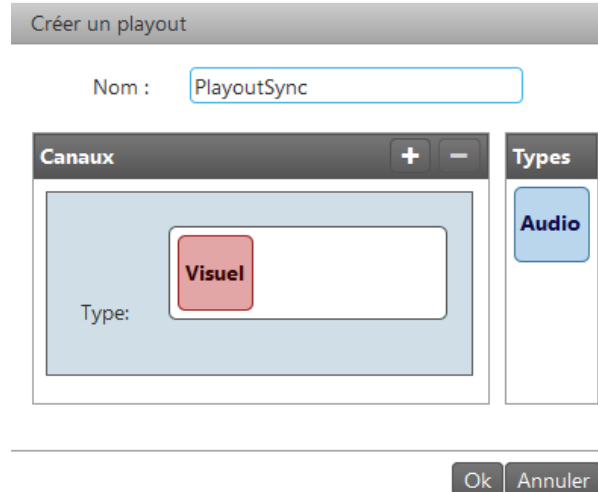 Créer un playout
Nom : PlayoutSync
Canaux + −
Types
Visuel
Audio
Type:
Ok Annuler